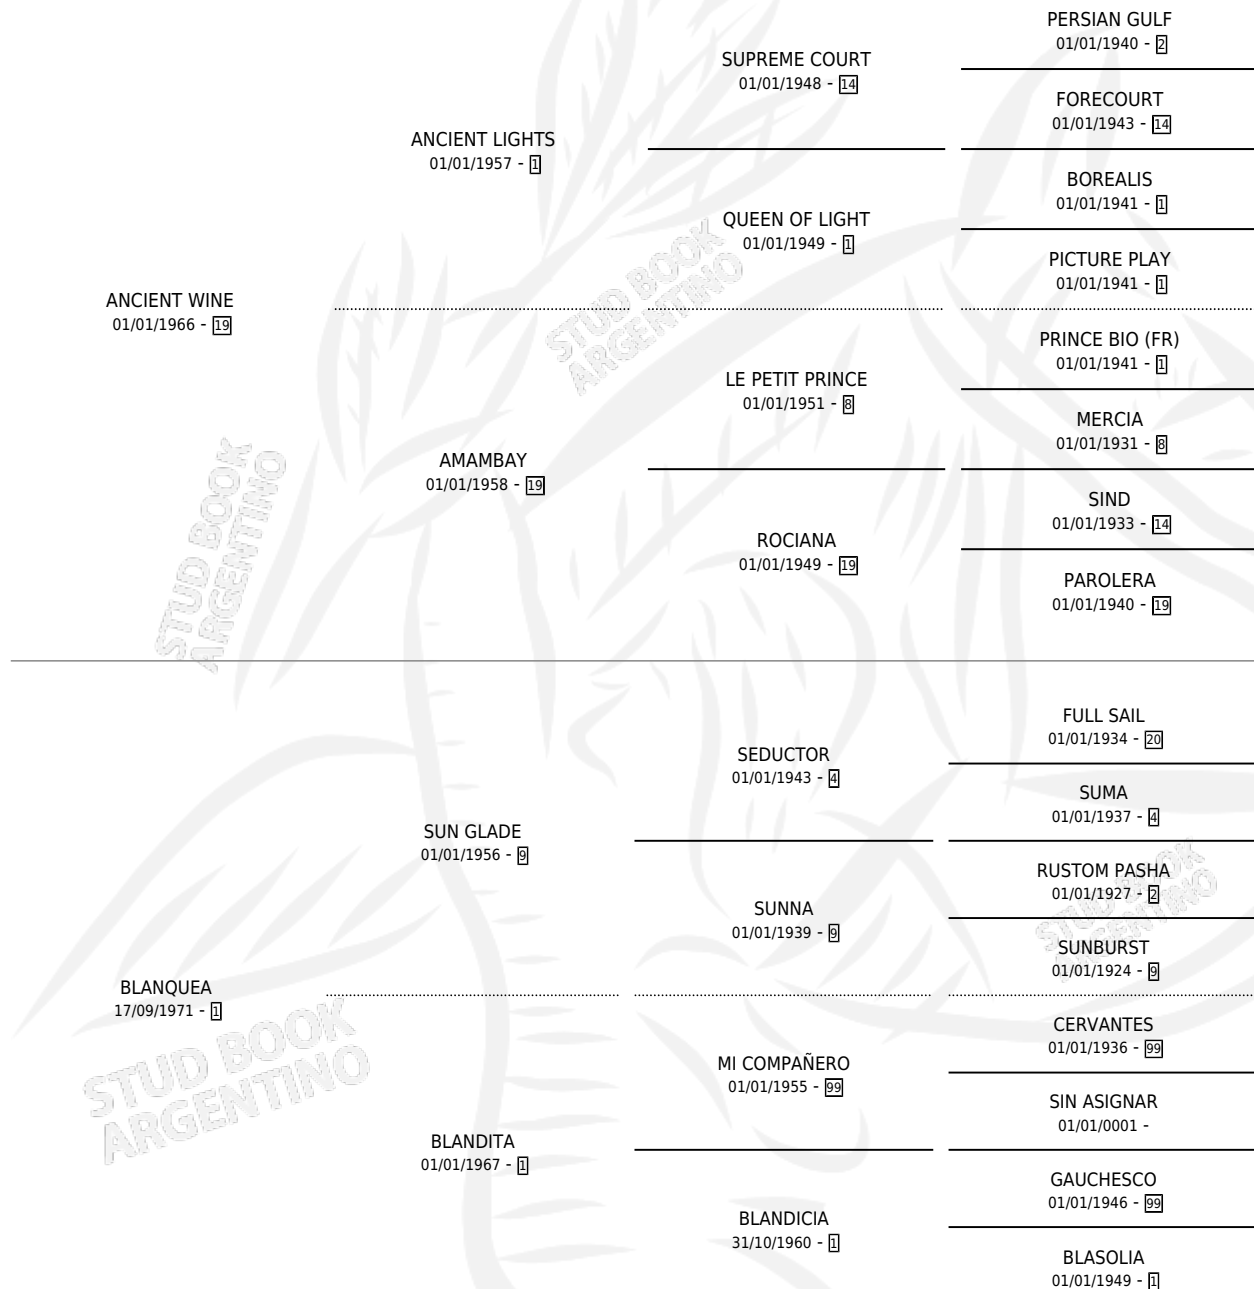 PERSIAN GULF
01/01/1940 - 2
SUPREME COURT
01/01/1948 - 14
FORECOURT
01/01/1943 - 14
ANCIENT LIGHTS
01/01/1957 - 1
BOREALIS
01/01/1941 - 1
QUEEN OF LIGHT
01/01/1949 - 1
PICTURE PLAY
01/01/1941 - 1
ANCIENT WINE
01/01/1966 - 19
PRINCE BIO (FR)
01/01/1941 - 1
LE PETIT PRINCE
01/01/1951 - 8
MERCIA
01/01/1931 - 8
AMAMBAY
01/01/1958 - 19
SIND
01/01/1933 - 14
ROCIANA
01/01/1949 - 19
PAROLERA
01/01/1940 - 19
FULL SAIL
01/01/1934 - 20
SEDUCTOR
01/01/1943 - 4
SUMA
01/01/1937 - 4
SUN GLADE
01/01/1956 - 9
RUSTOM PASHA
01/01/1927 - 2
SUNNA
01/01/1939 - 9
SUNBURST
01/01/1924 - 9
BLANQUEA
17/09/1971 - 1
CERVANTES
01/01/1936 - 99
MI COMPAÑERO
01/01/1955 - 99
SIN ASIGNAR
01/01/0001 -
BLANDITA
01/01/1967 - 1
GAUCHESCO
01/01/1946 - 99
BLANDICIA
31/10/1960 - 1
BLASOLIA
01/01/1949 - 1
STUD BOOK
ARGENTINO
STUD BOOK
ARGENTINO
STUD BOOK
ARGENTINO
STUD BOOK
ARGENTINO